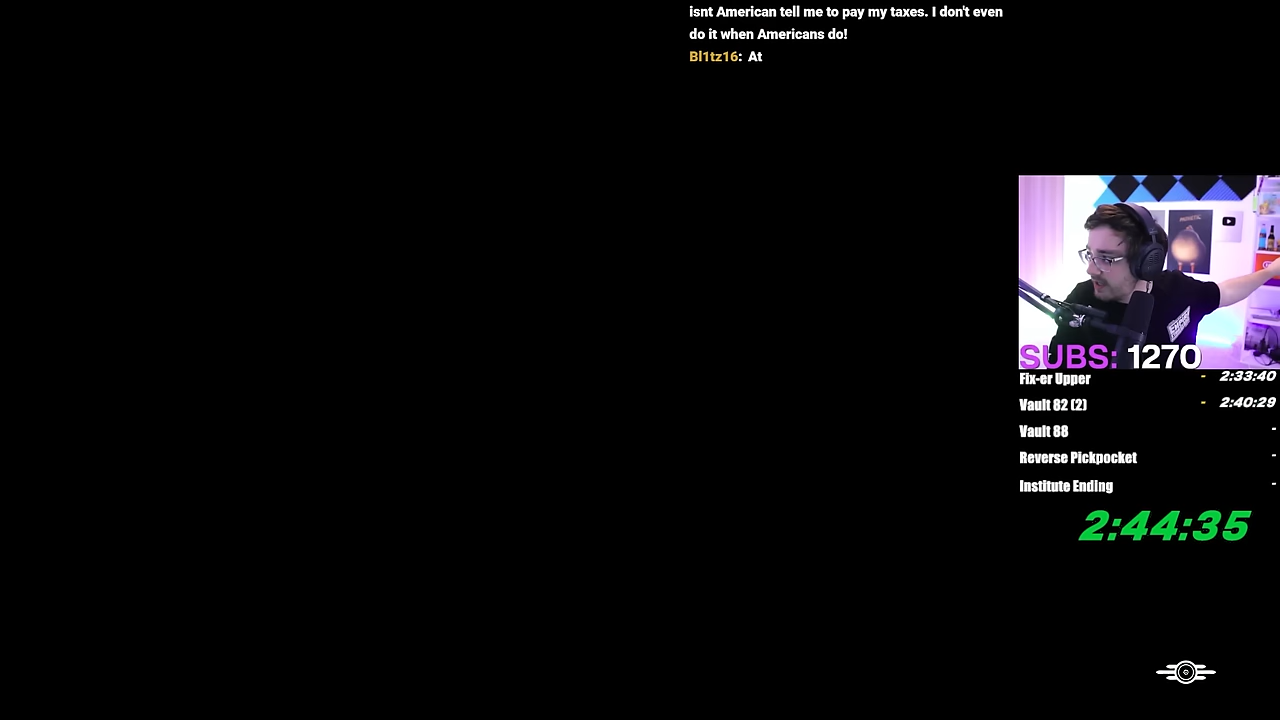 isnt American tell me to pay my taxes. I don't even
do it when Americans do!
Bl1tz16: At
SUBS: 1270
Fix-er Upper - 2:33:40
Vault 82 (2) - 2:40:29
Vault 88 -
Reverse Pickpocket -
Institute Ending -
2:44:35